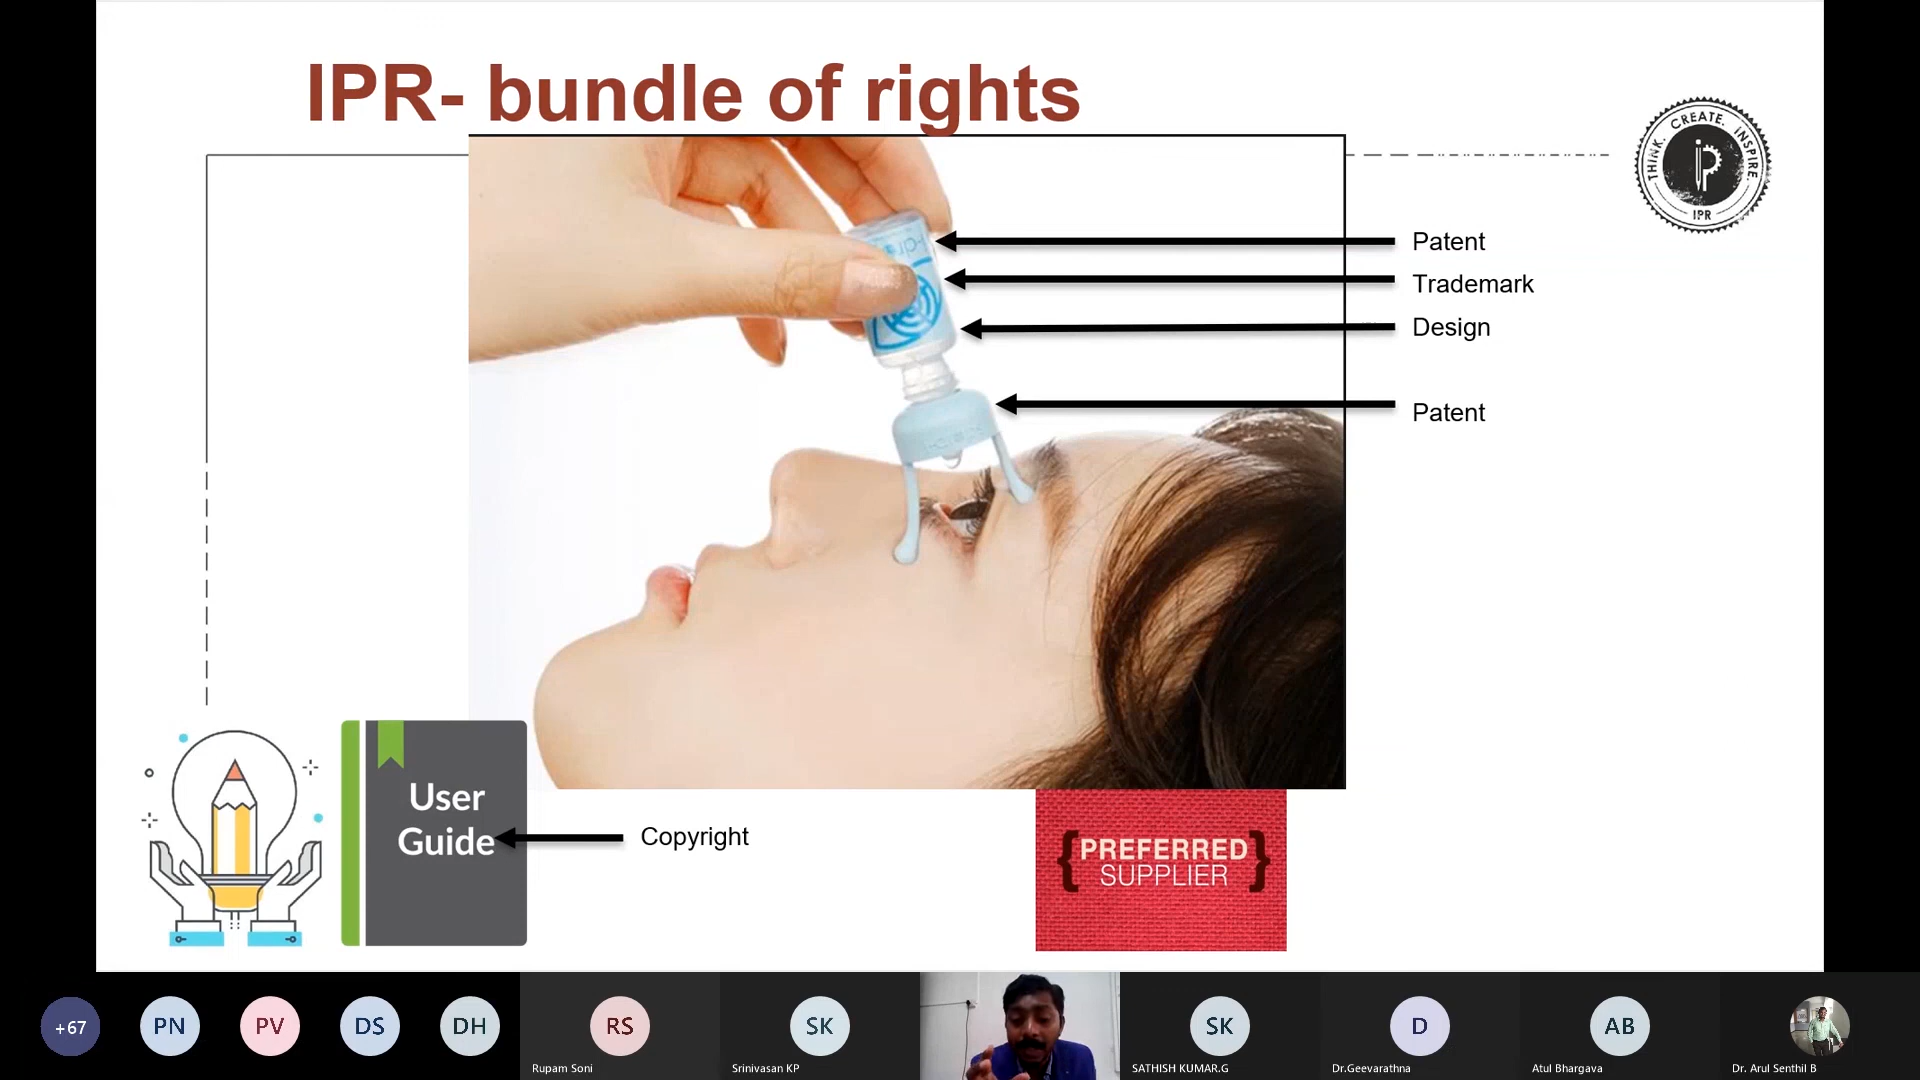 IPR- bundle of rights
THINK. CREATE. INSPIRE.
IPR
Patent
Trademark
Design
Patent
User
Guide
Copyright
{PREFERRED
SUPPLIER}
+67
PN
PV
DS
DH
RS
SK
SK
D
AB
Rupam Soni
Srinivasan KP
SATHISH KUMAR.G
Dr.Geevarathna
Atul Bhargava
Dr. Arul Senthil B